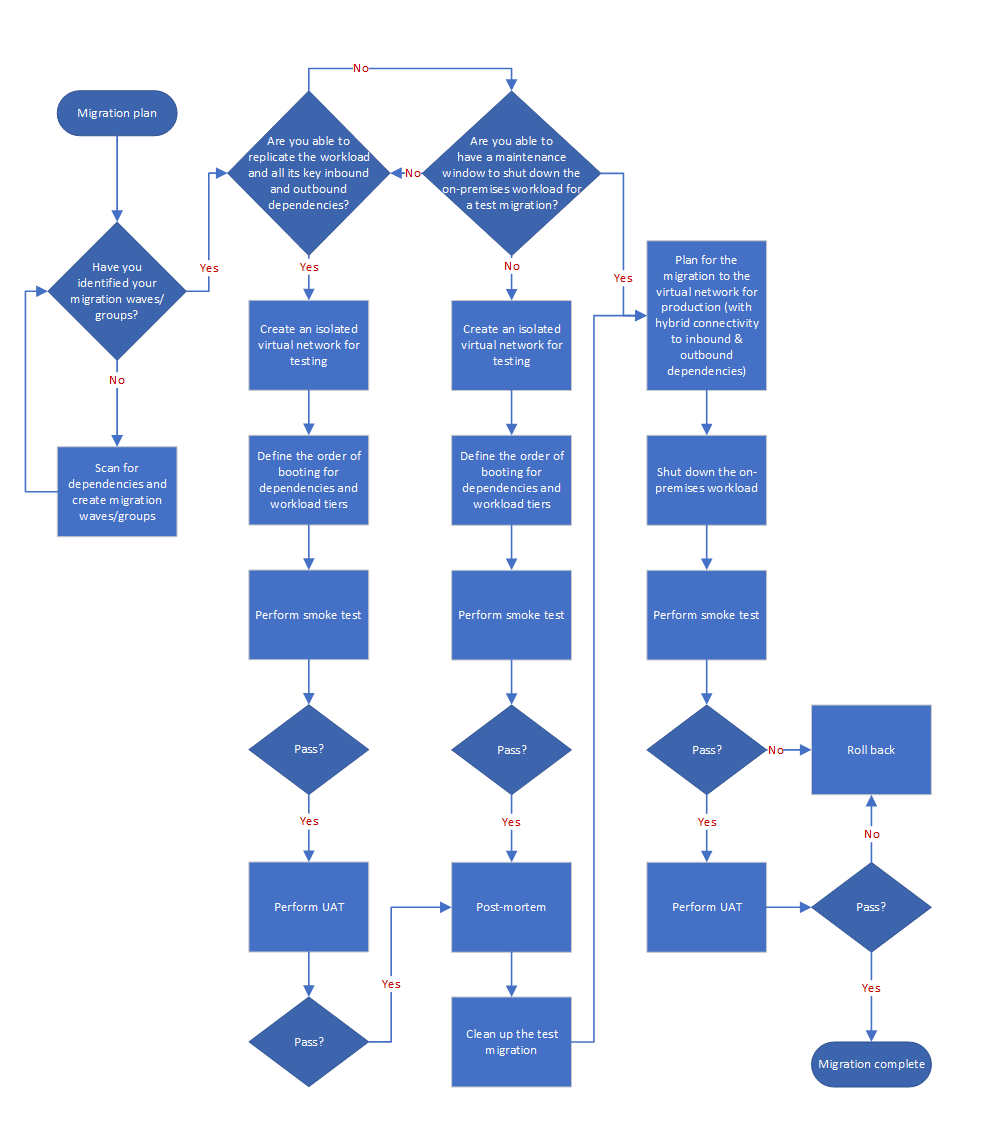 No
Migration plan
Are you able to
replicate the workload
and all its key inbound
and outbound
dependencies?
No
Are you able to
have a maintenance
window to shut down the
on-premises workload for
a test migration?
Have you
identified your
migration waves/
groups?
Yes
Yes
No
Yes
Plan for the
migration to the
virtual network for
production (with
hybrid connectivity
to inbound &
outbound
dependencies)
Create an isolated
virtual network for
testing
Create an isolated
virtual network for
testing
No
Scan for
dependencies and
create migration
waves/groups
Define the order of
booting for
dependencies and
workload tiers
Define the order of
booting for
dependencies and
workload tiers
Shut down the on-
premises workload
Perform smoke test
Perform smoke test
Perform smoke test
Pass?
Pass?
Pass?
No
Roll back
Yes
Yes
Yes
No
Perform UAT
Post-mortem
Perform UAT
Pass?
Yes
Yes
Pass?
Clean up the test
migration
Migration complete